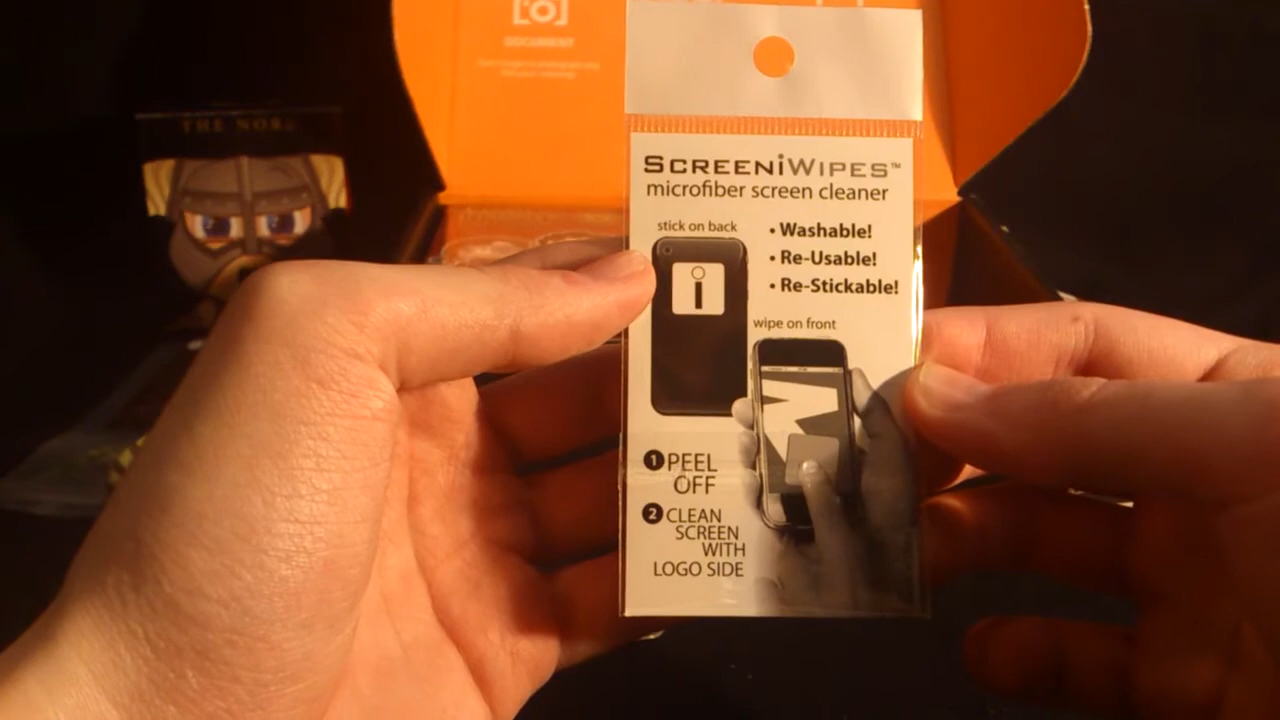 DOCUMENT
THE NOR
SCREENiWIPES™
microfiber screen cleaner
stick on back
• Washable!
• Re-Usable!
• Re-Stickable!
i
wipe on front
1 PEEL
OFF
2 CLEAN
SCREEN
WITH
LOGO SIDE